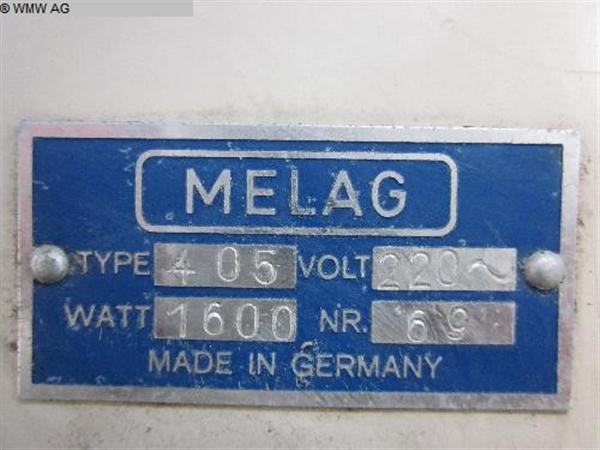 ® WMW AG
MELAG
TYPE 405 VOLT 220~
WATT 1600 NR. 69
MADE IN GERMANY